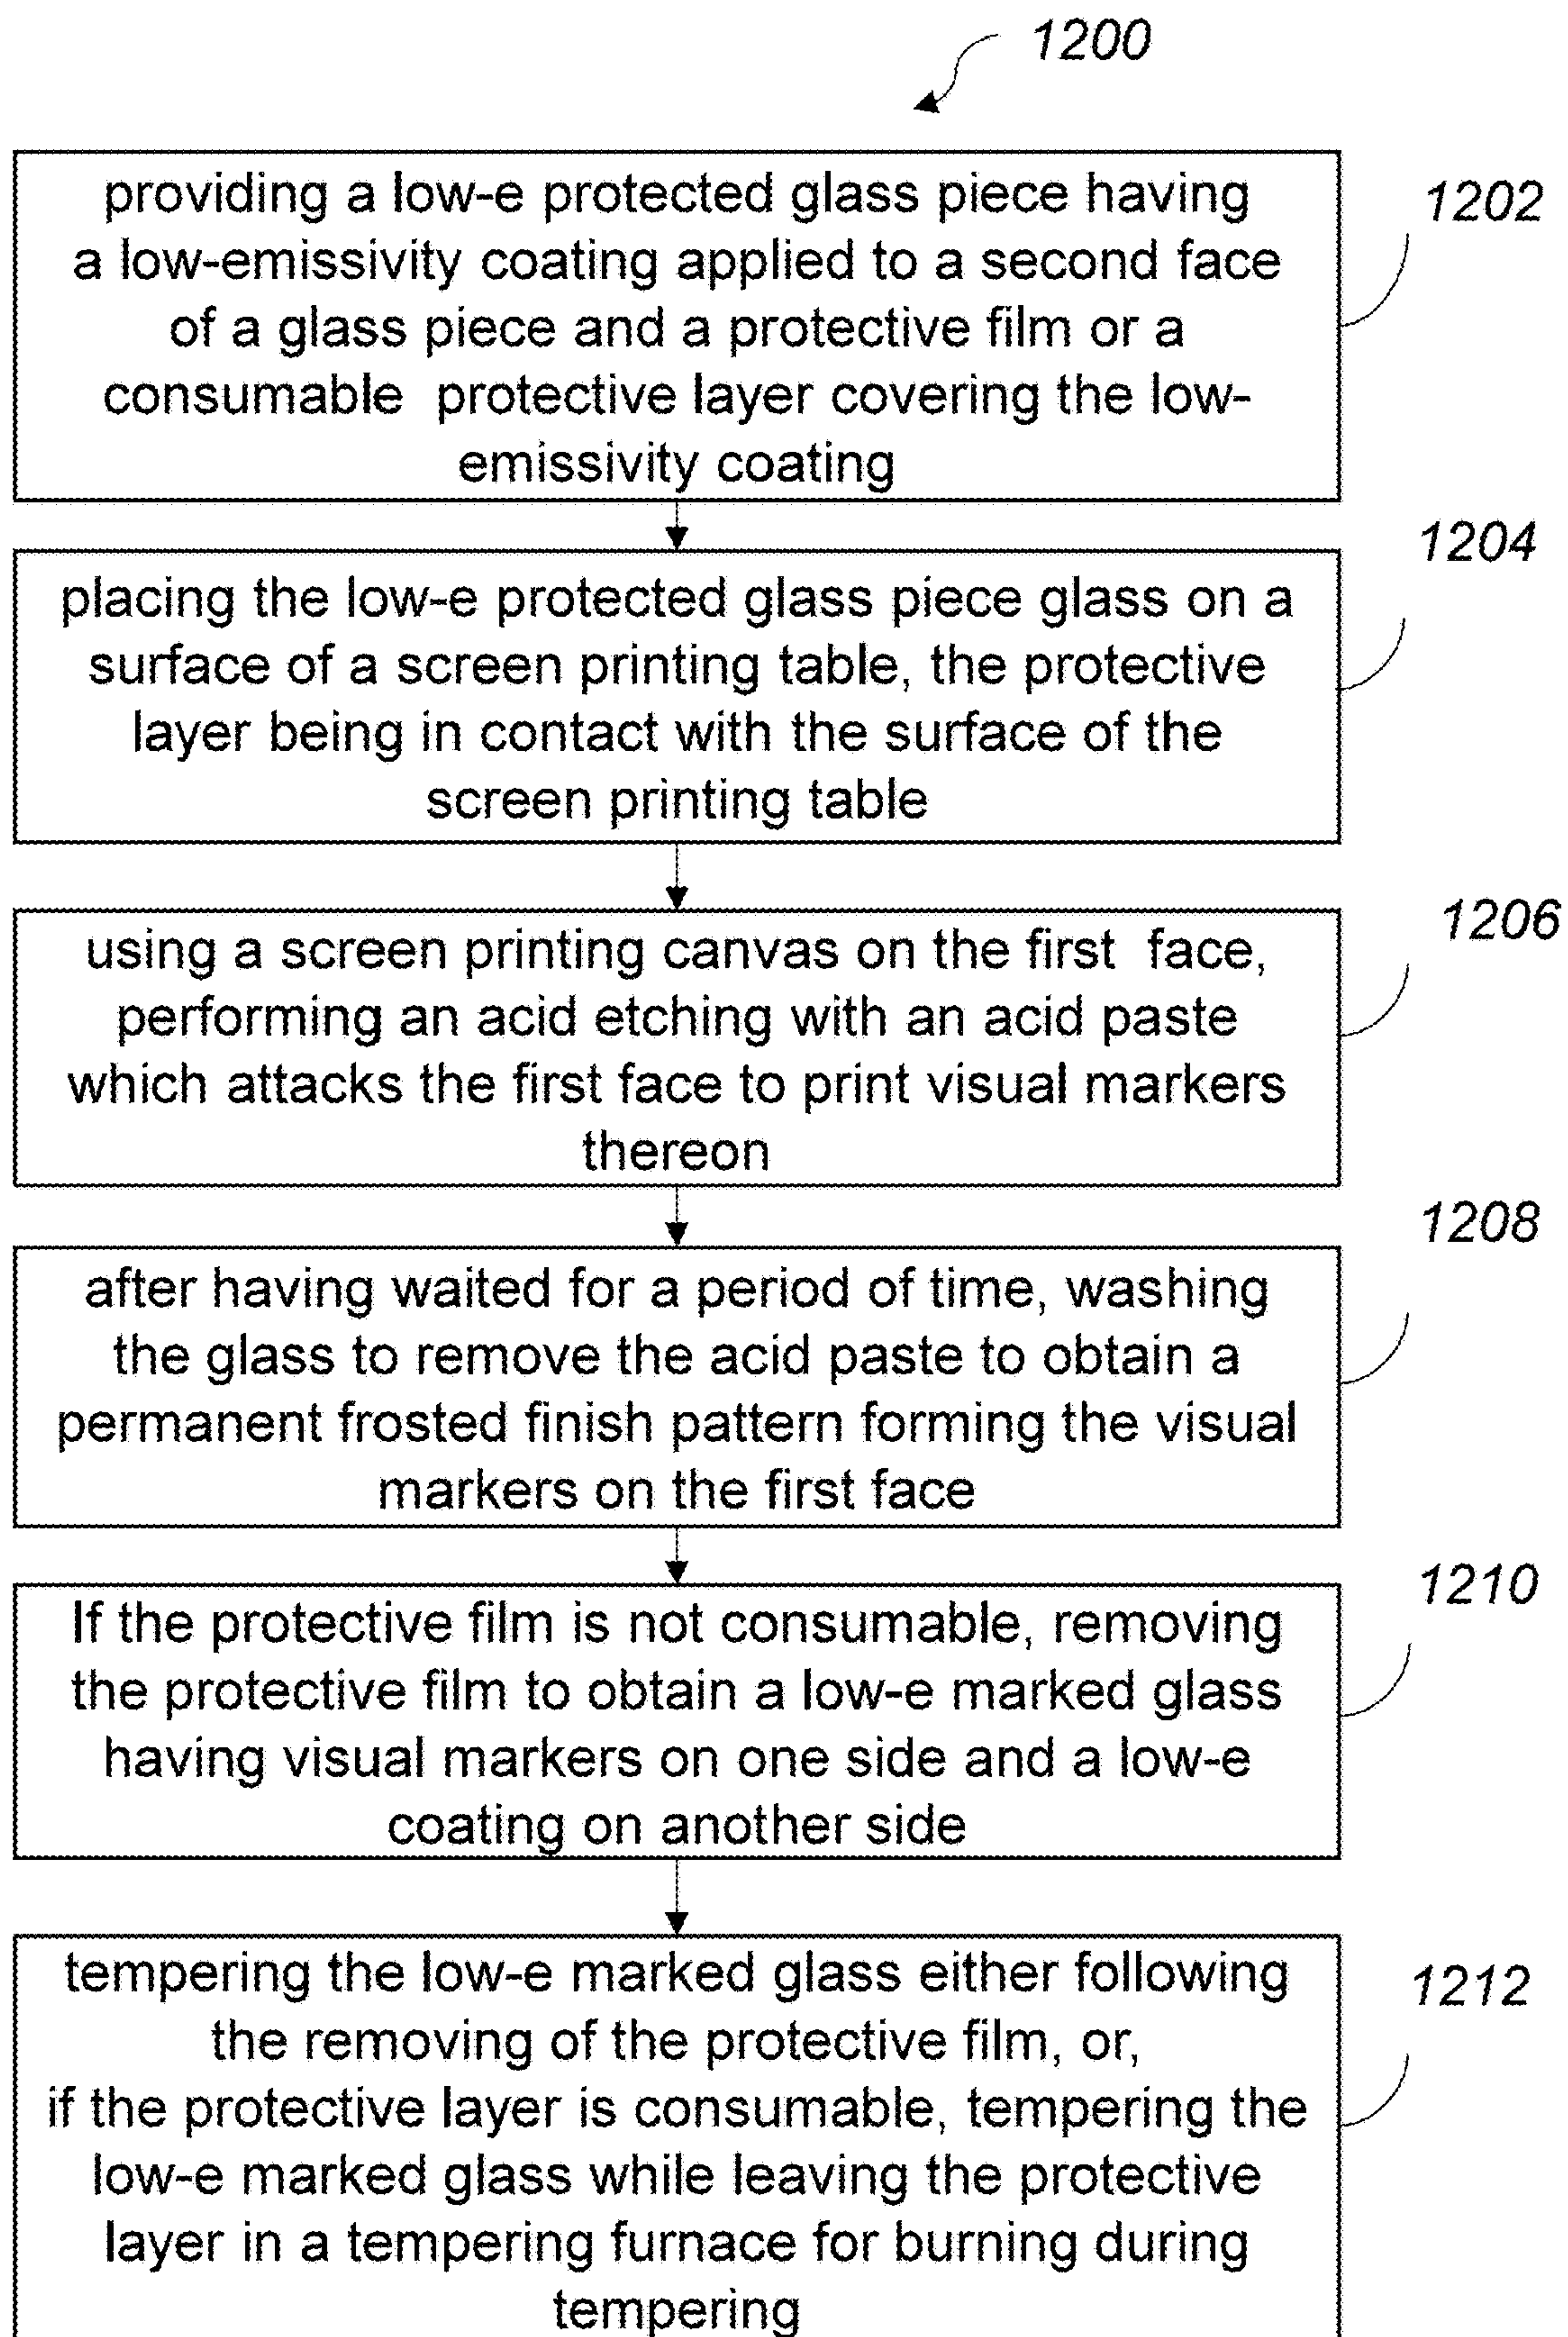 1200
providing a low-e protected glass piece having
a low-emissivity coating applied to a second face
of a glass piece and a protective film or a
consumable protective layer covering the low-
emissivity coating
1202
placing the low-e protected glass piece glass on a
surface of a screen printing table, the protective
layer being in contact with the surface of the
screen printing table
1204
using a screen printing canvas on the first face,
performing an acid etching with an acid paste
which attacks the first face to print visual markers
thereon
1206
after having waited for a period of time, washing
the glass to remove the acid paste to obtain a
permanent frosted finish pattern forming the visual
markers on the first face
1208
If the protective film is not consumable, removing
the protective film to obtain a low-e marked glass
having visual markers on one side and a low-e
coating on another side
1210
tempering the low-e marked glass either following
the removing of the protective film, or,
if the protective layer is consumable, tempering the
low-e marked glass while leaving the protective
layer in a tempering furnace for burning during
tempering
1212